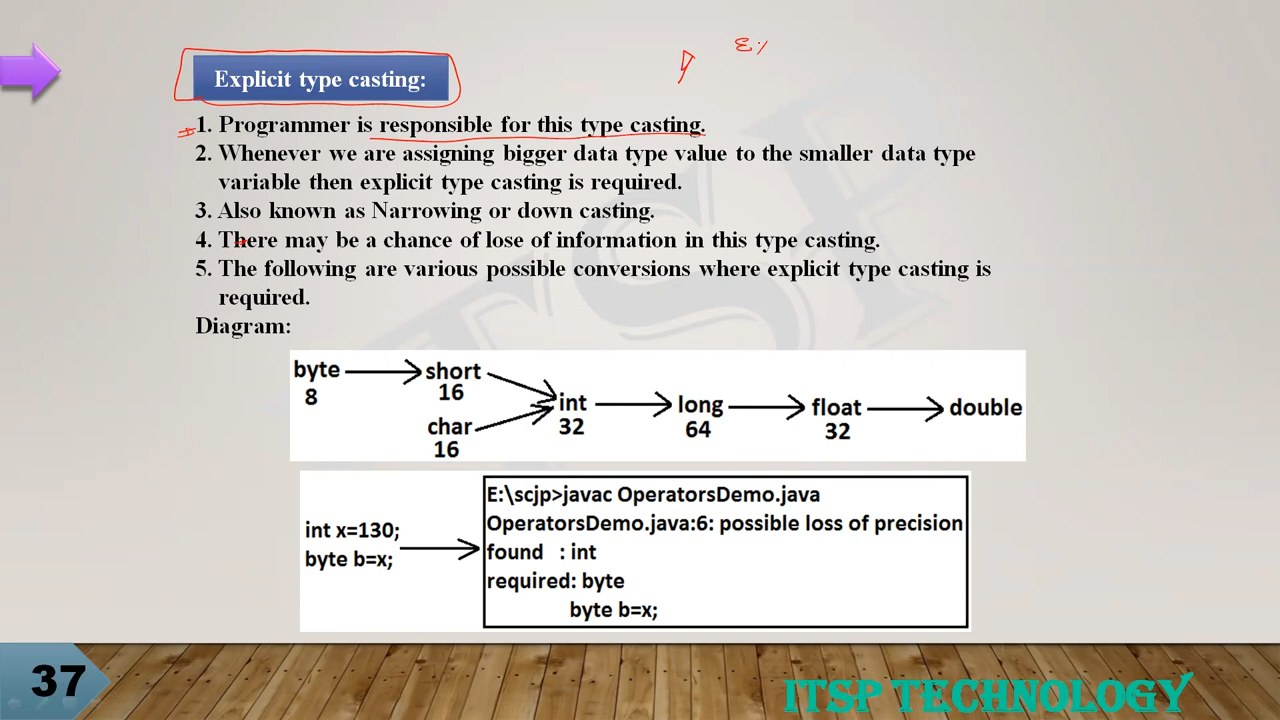 Explicit type casting:
1. Programmer is responsible for this type casting.
2. Whenever we are assigning bigger data type value to the smaller data type
variable then explicit type casting is required.
3. Also known as Narrowing or down casting.
4. There may be a chance of lose of information in this type casting.
5. The following are various possible conversions where explicit type casting is
required.
Diagram:
byte short
8 16
char
16
int long float double
32 64 32
int x=130;
byte b=x;
E:\scjp>javac OperatorsDemo.java
OperatorsDemo.java:6: possible loss of precision
found : int
required: byte
byte b=x;
37
ITSP TECHNOLOGY